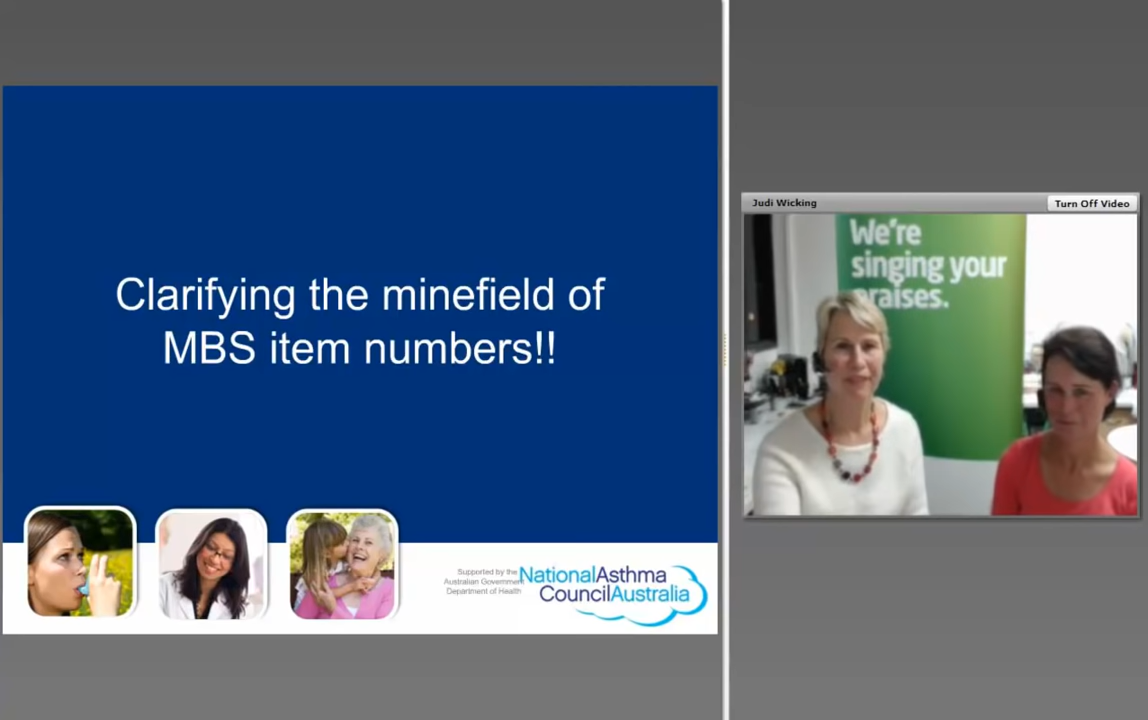 Clarifying the minefield of
MBS item numbers!!
Supported by the
Australian Government
Department of Health
NationalAsthma
CouncilAustralia
Judi Wicking
Turn Off Video
We're
singing your
praises.